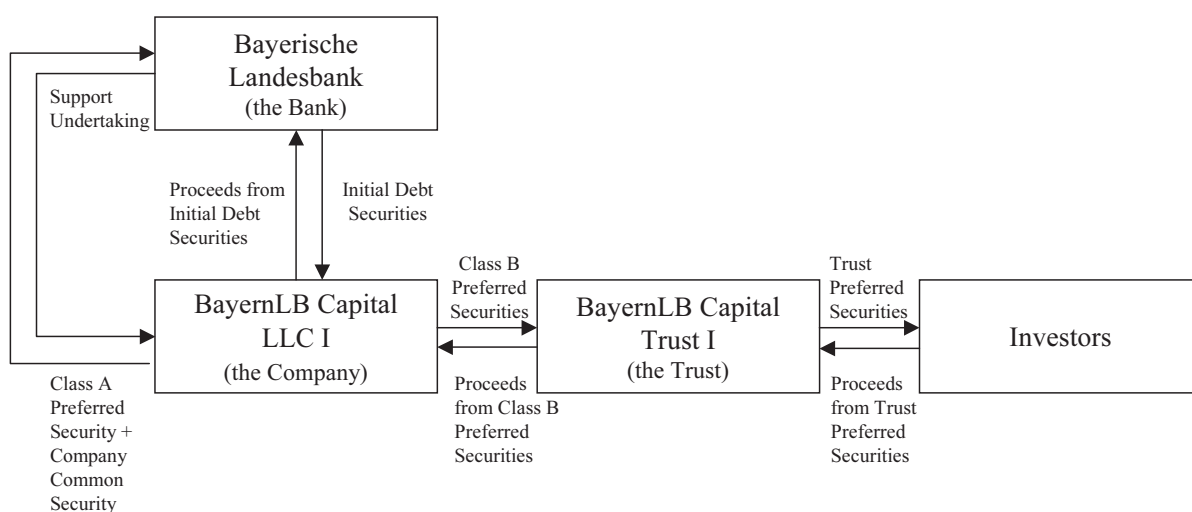 Bayerische
Landesbank
(the Bank)
Support
Undertaking
Proceeds from
Initial Debt
Securities
Initial Debt
Securities
BayernLB Capital
LLC I
(the Company)
Class B
Preferred
Securities
BayernLB Capital
Trust I
(the Trust)
Trust
Preferred
Securities
Investors
Class A
Preferred
Security +
Company
Common
Security
Proceeds
from Class B
Preferred
Securities
Proceeds
from Trust
Preferred
Securities